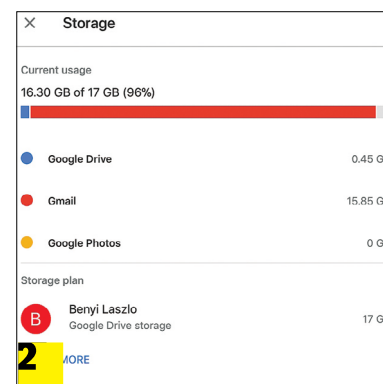 × Storage
Current usage
16.30 GB of 17 GB (96%)
Google Drive 0.45 G
Gmail 15.85 G
Google Photos 0 G
Storage plan
B Benyi Laszlo
Google Drive storage 17 G
2 MORE